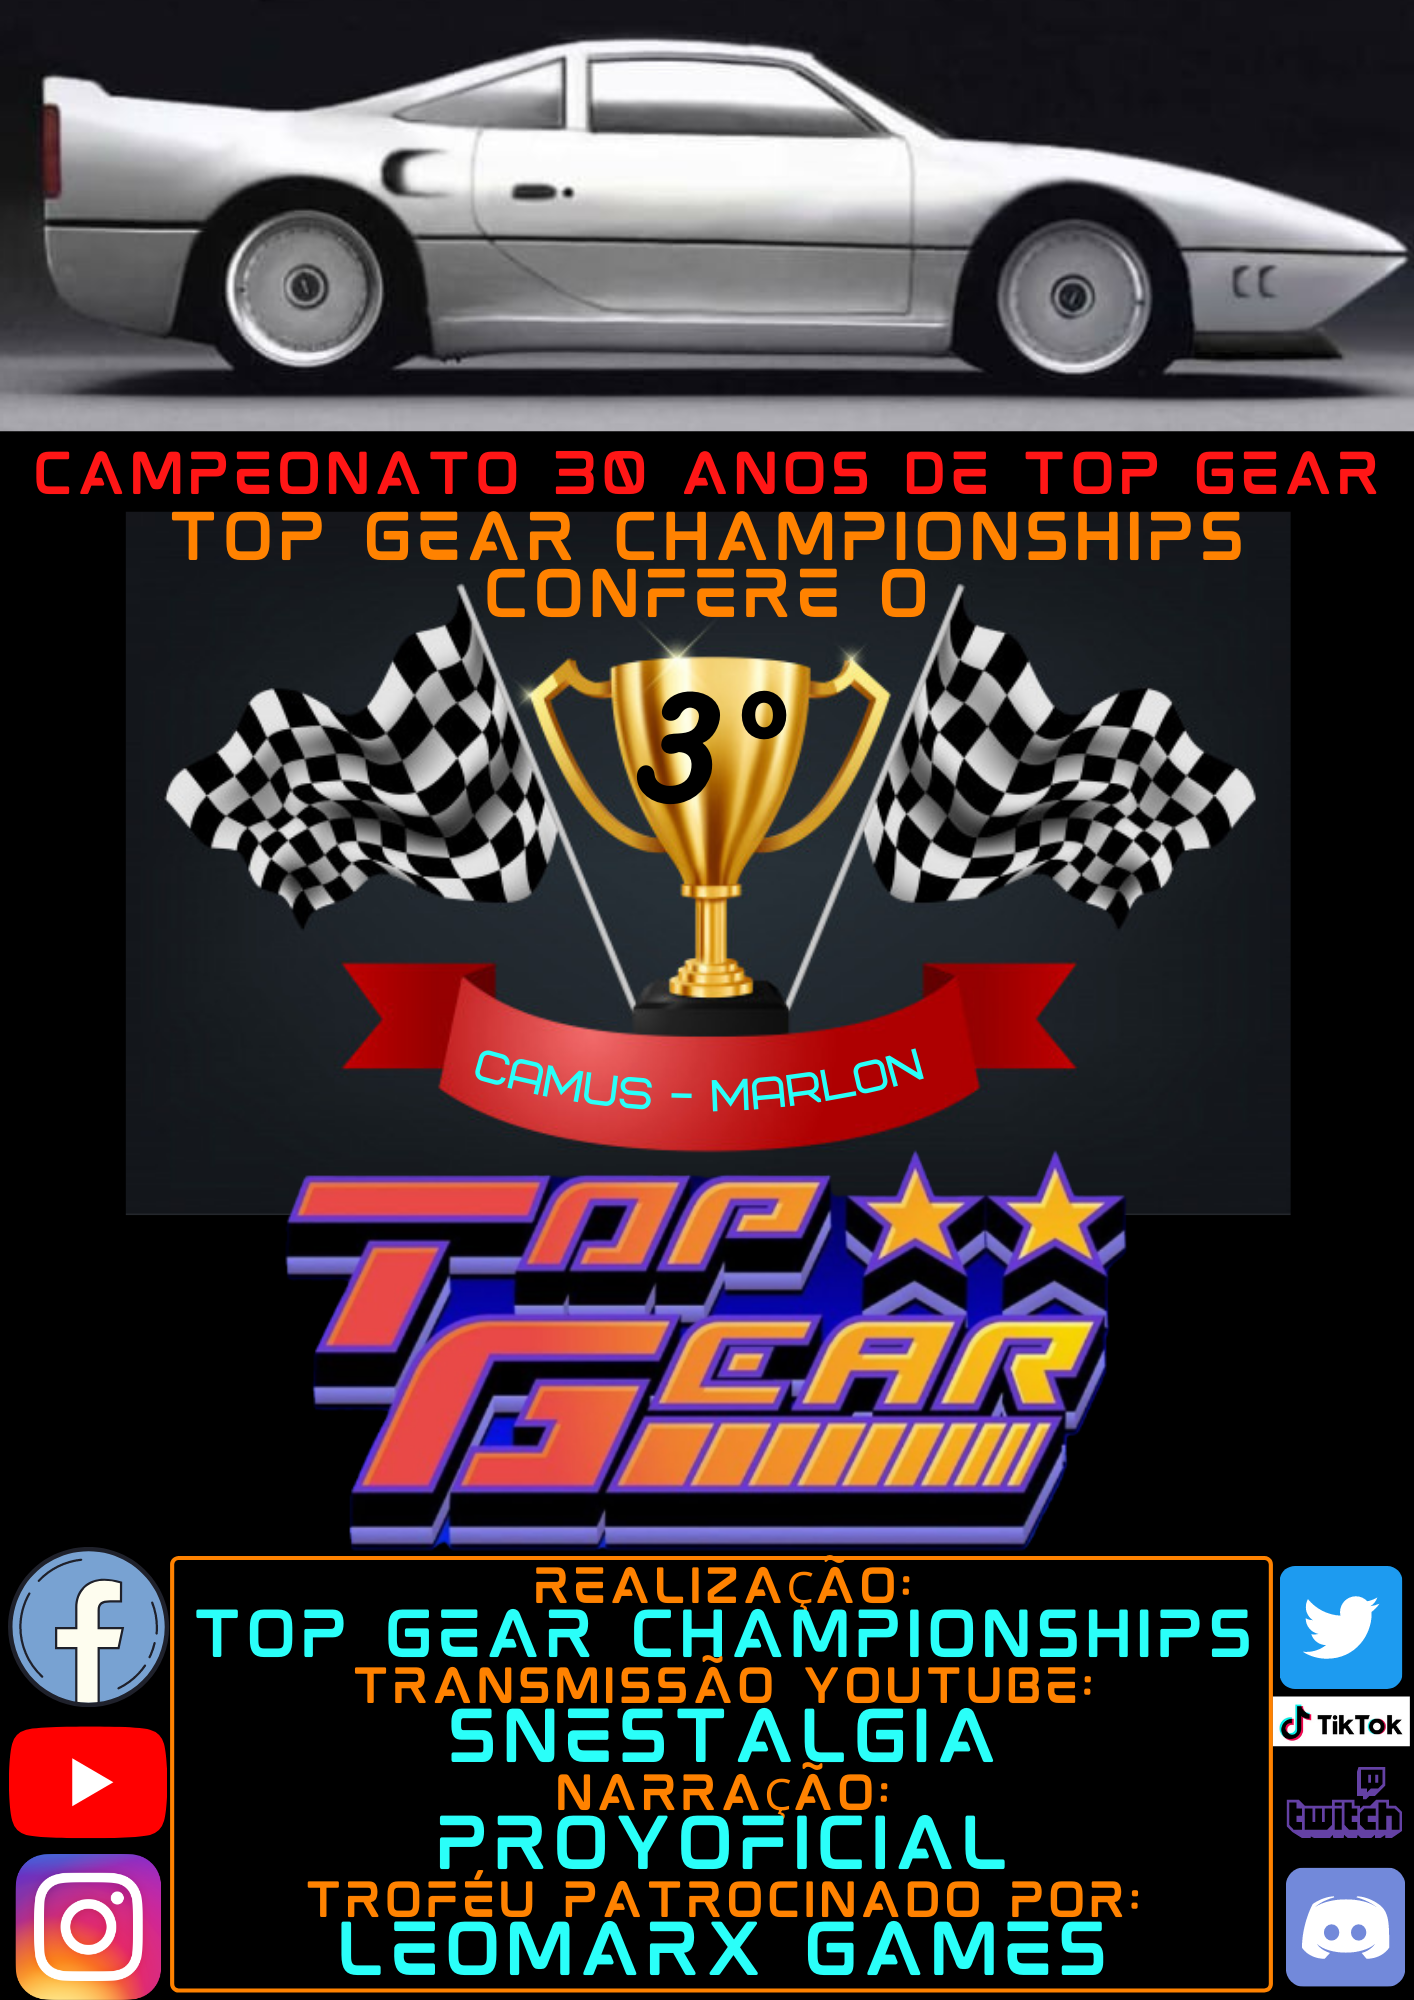 CAMPEONATO 30 ANOS DE TOP GEAR
TOP GEAR CHAMPIONSHIPS
CONFERE O
3º
CAMUS - MARLON
TOP
GEAR
REALIZAÇÃO:
TOP GEAR CHAMPIONSHIPS
TRANSMISSÃO YOUTUBE:
SNESTALGIA
NARRAÇÃO:
PROYOFICIAL
TROFÉU PATROCINADO POR:
LEOMARX GAMES
TikTok
twitch